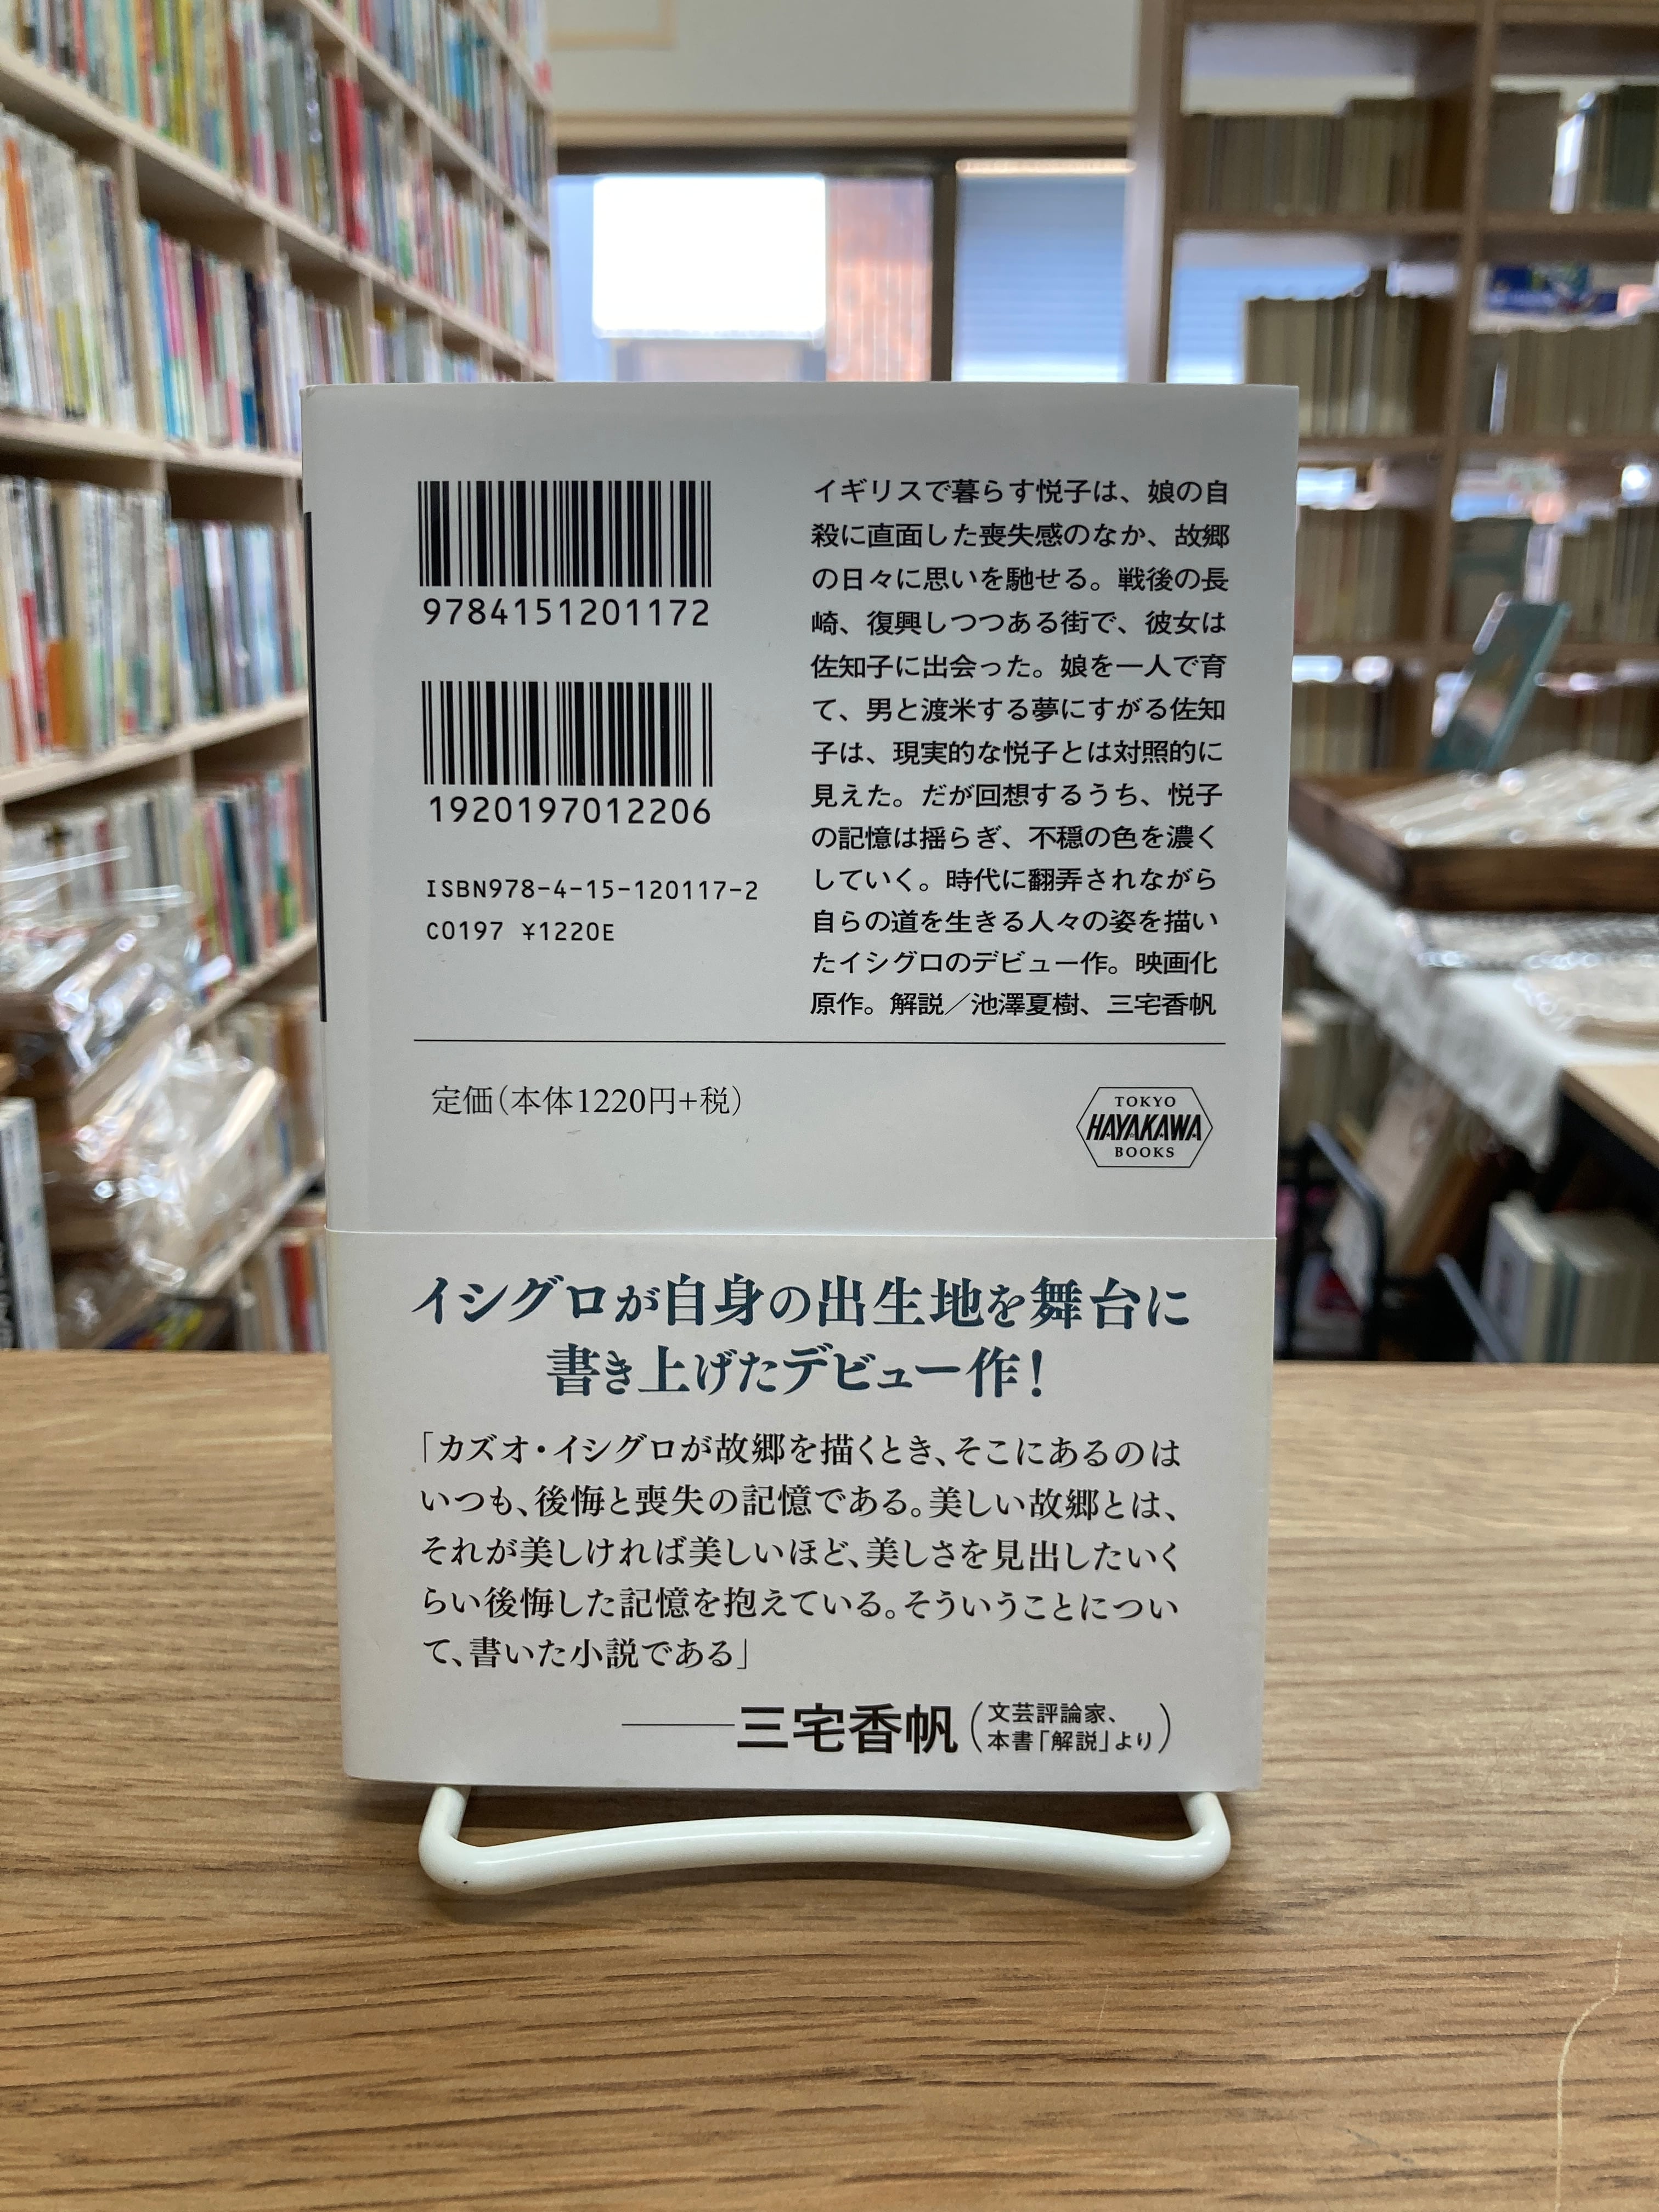 9784151201172
1920197012206
ISBN978-4-15-120117-2
C0197 ¥1220E
イギリスで暮らす悦子は、娘の自
殺に直面した喪失感のなか、故郷
の日々に思いを馳せる。戦後の長
崎、復興しつつある街で、彼女は
佐知子に出会った。娘を一人で育
て、男と渡米する夢にすがる佐知
子は、現実的な悦子とは対照的に
見えた。だが回想するうち、悦子
の記憶は揺らぎ、不穏の色を濃く
していく。時代に翻弄されながら
自らの道を生きる人々の姿を描い
たイシグロのデビュー作。映画化
原作。解説／池澤夏樹、三宅香帆
定価(本体1220円+税)
TOKYO
HAYAKAWA
BOOKS
イシグロが自身の出生地を舞台に
書き上げたデビュー作！
「カズオ・イシグロが故郷を描くとき、そこにあるのは
いつも、後悔と喪失の記憶である。美しい故郷とは、
それが美しければ美しいほど、美しさを見出したいく
らい後悔した記憶を抱えている。そういうことについ
て、書いた小説である」
――三宅香帆(文芸評論家、
本書「解説」より)